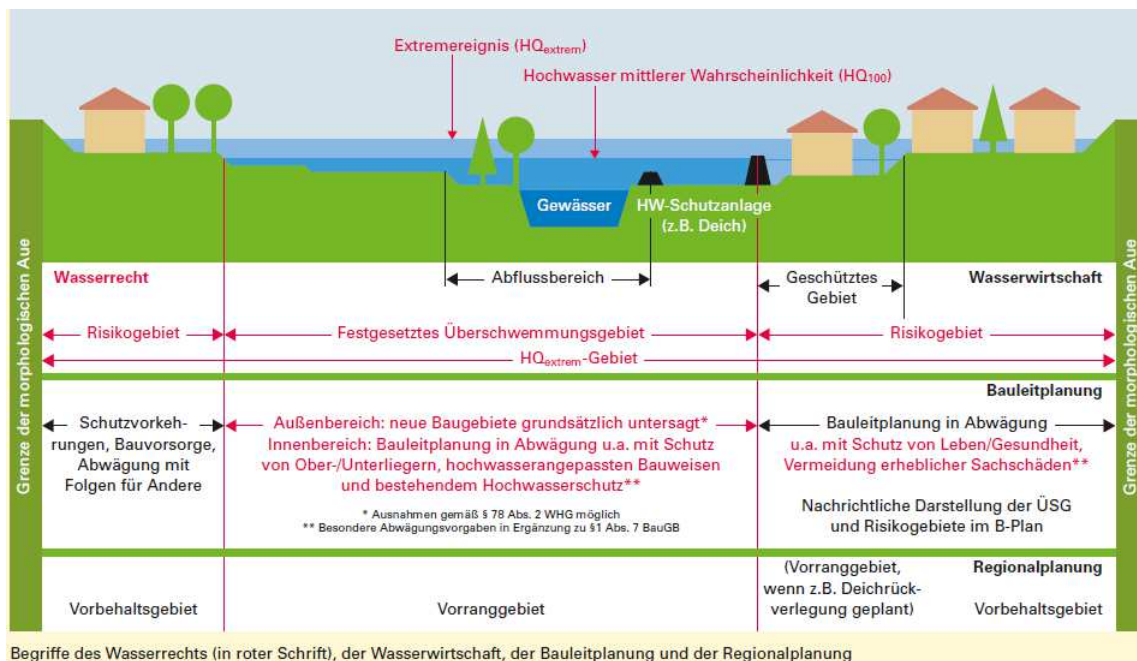 Extremereignis (HQextrem)
Hochwasser mittlerer Wahrscheinlichkeit (HQ100)
Gewässer
HW-Schutzanlage
(z.B. Deich)
Grenze der morphologischen Aue
Grenze der morphologischen Aue
Wasserrecht
Abflussbereich
Geschütztes
Gebiet
Wasserwirtschaft
Risikogebiet
Festgesetztes Überschwemmungsgebiet
Risikogebiet
HQextrem-Gebiet
Bauleitplanung
Schutzvorkeh-
rungen, Bauvorsorge,
Abwägung mit
Folgen für Andere
Außenbereich: neue Baugebiete grundsätzlich untersagt*
Innenbereich: Bauleitplanung in Abwägung u.a. mit Schutz
von Ober-/Unterliegern, hochwasserangepassten Bauweisen
und bestehendem Hochwasserschutz**
* Ausnahmen gemäß § 78 Abs. 2 WHG möglich
** Besondere Abwägungsvorgaben in Ergänzung zu §1 Abs. 7 BauGB
Bauleitplanung in Abwägung
u.a. mit Schutz von Leben/Gesundheit,
Vermeidung erheblicher Sachschäden**
Nachrichtliche Darstellung der ÜSG
und Risikogebiete im B-Plan
Regionalplanung
Vorbehaltsgebiet
Vorranggebiet
(Vorranggebiet,
wenn z.B. Deichrück-
verlegung geplant)
Vorbehaltsgebiet
Begriffe des Wasserrechts (in roter Schrift), der Wasserwirtschaft, der Bauleitplanung und der Regionalplanung